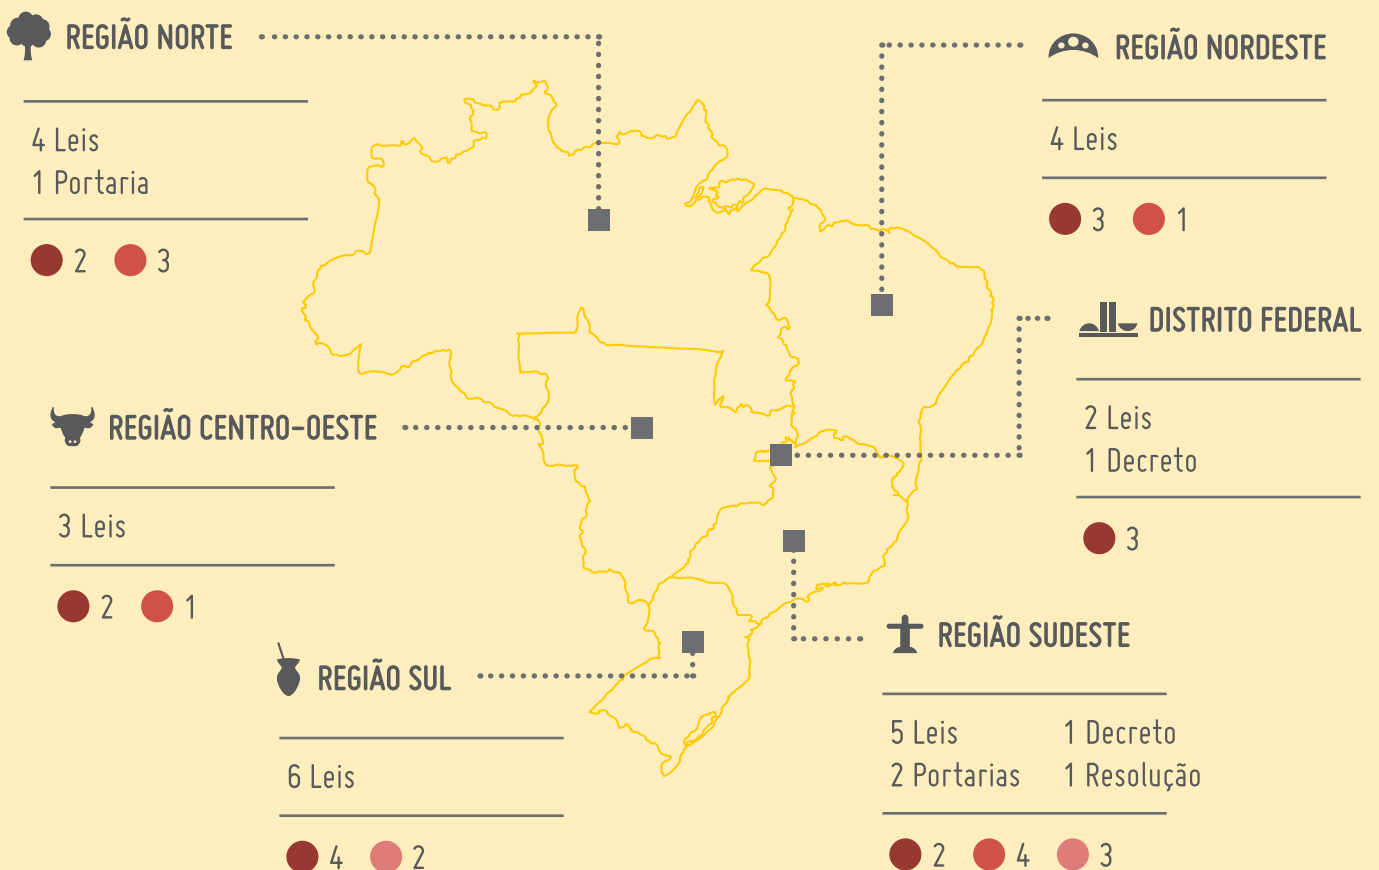 REGIÃO NORTE
4 Leis
1 Portaria
2 3
REGIÃO NORDESTE
4 Leis
3 1
DISTRITO FEDERAL
2 Leis
1 Decreto
3
REGIÃO CENTRO-OESTE
3 Leis
2 1
REGIÃO SUL
6 Leis
4 2
REGIÃO SUDESTE
5 Leis 1 Decreto
2 Portarias 1 Resolução
2 4 3